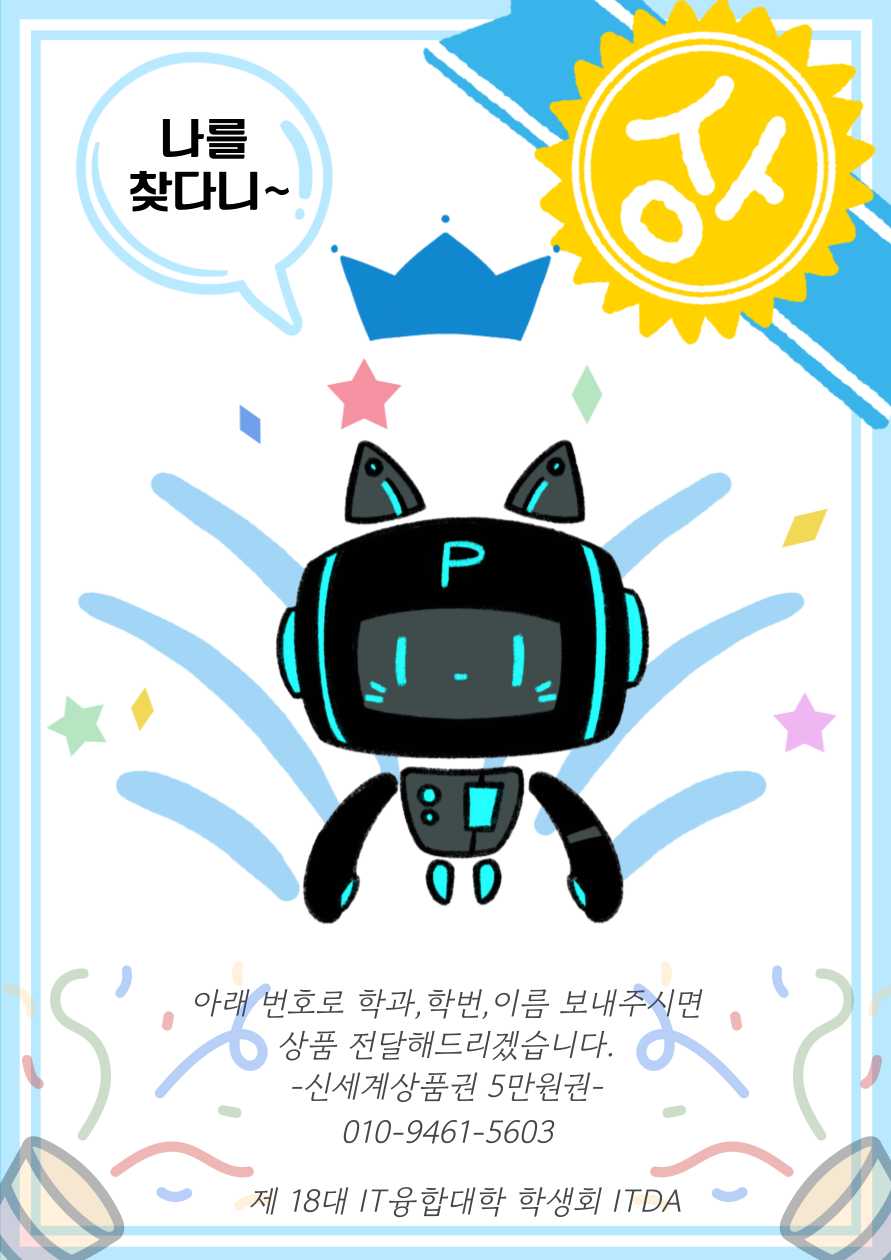 나를
찾다니~
상
P
아래 번호로 학과,학번,이름 보내주시면
상품 전달해드리겠습니다.
-신세계상품권 5만원권-
010-9461-5603
제 18대 IT융합대학 학생회 ITDA